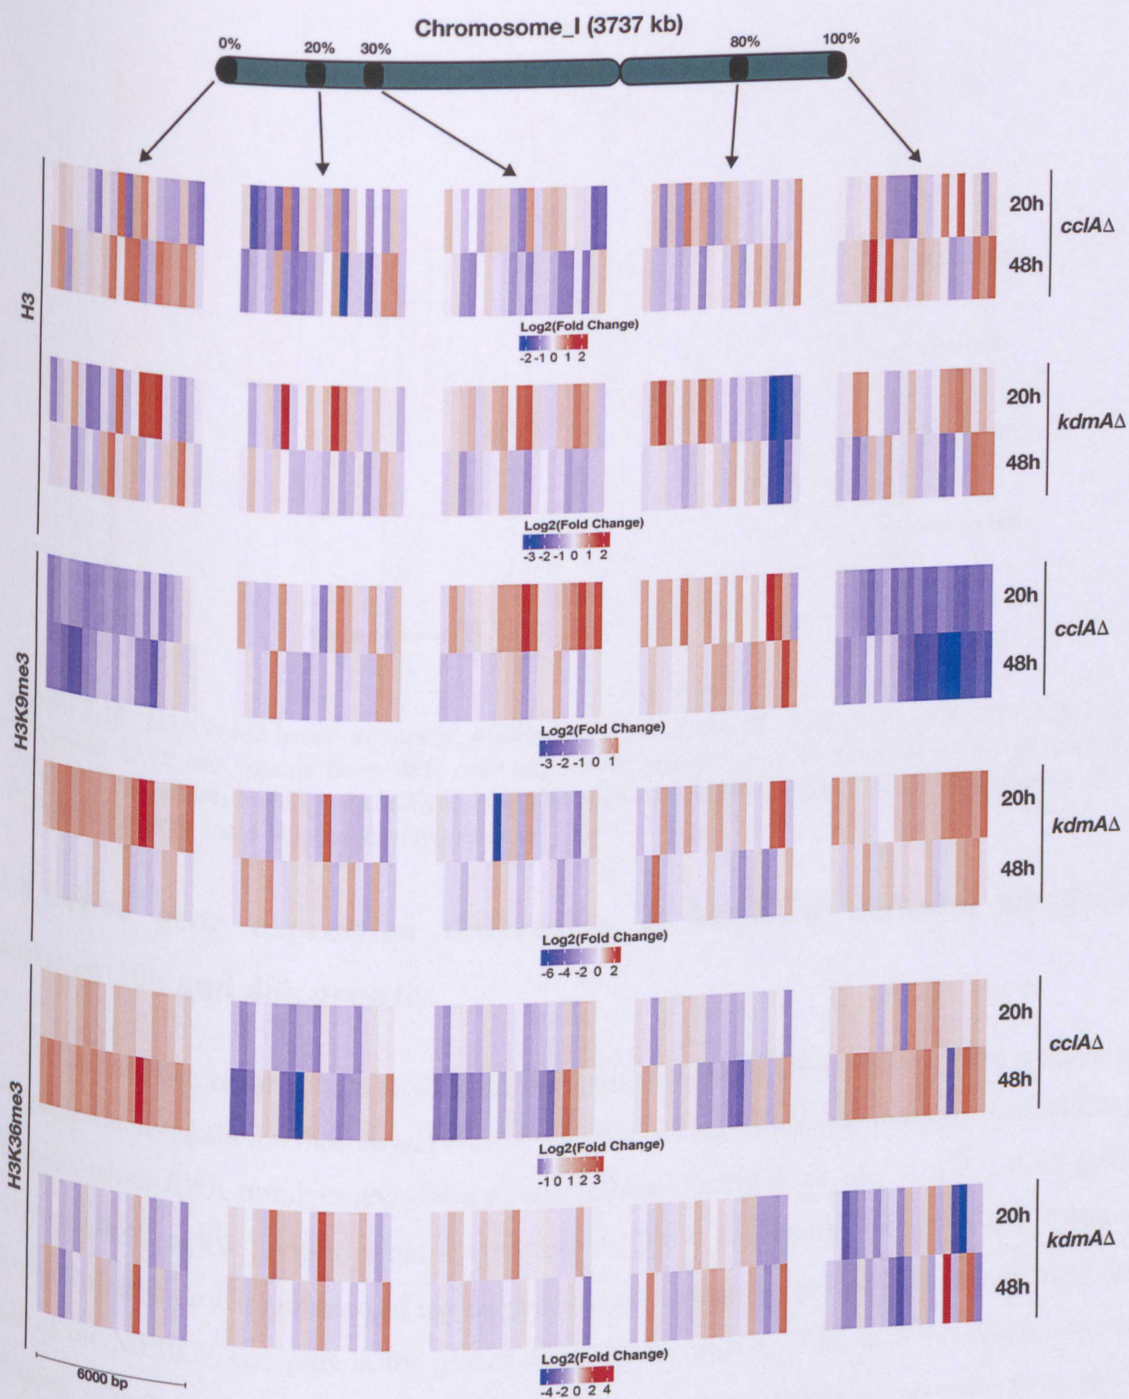 Chromosome_I (3737 kb)
0% 20% 30% 80% 100%
H3
20h
cclAΔ
48h
Log2(Fold Change)
-2 -1 0 1 2
20h
kdmAΔ
48h
Log2(Fold Change)
-3 -2 -1 0 1 2
H3K9me3
20h
cclAΔ
48h
Log2(Fold Change)
-3 -2 -1 0 1
20h
kdmAΔ
48h
Log2(Fold Change)
-6 -4 -2 0 2
H3K36me3
20h
cclAΔ
48h
Log2(Fold Change)
-1 0 1 2 3
20h
kdmAΔ
48h
Log2(Fold Change)
-4 -2 0 2 4
6000 bp